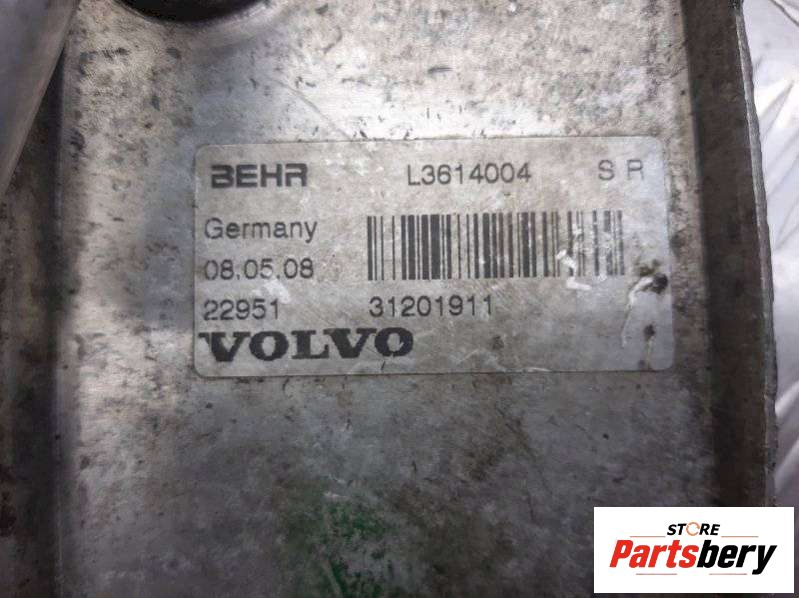 BEHR L3614004 S R
Germany
08.05.08
22951 31201911
VOLVO
STORE
Partsbery